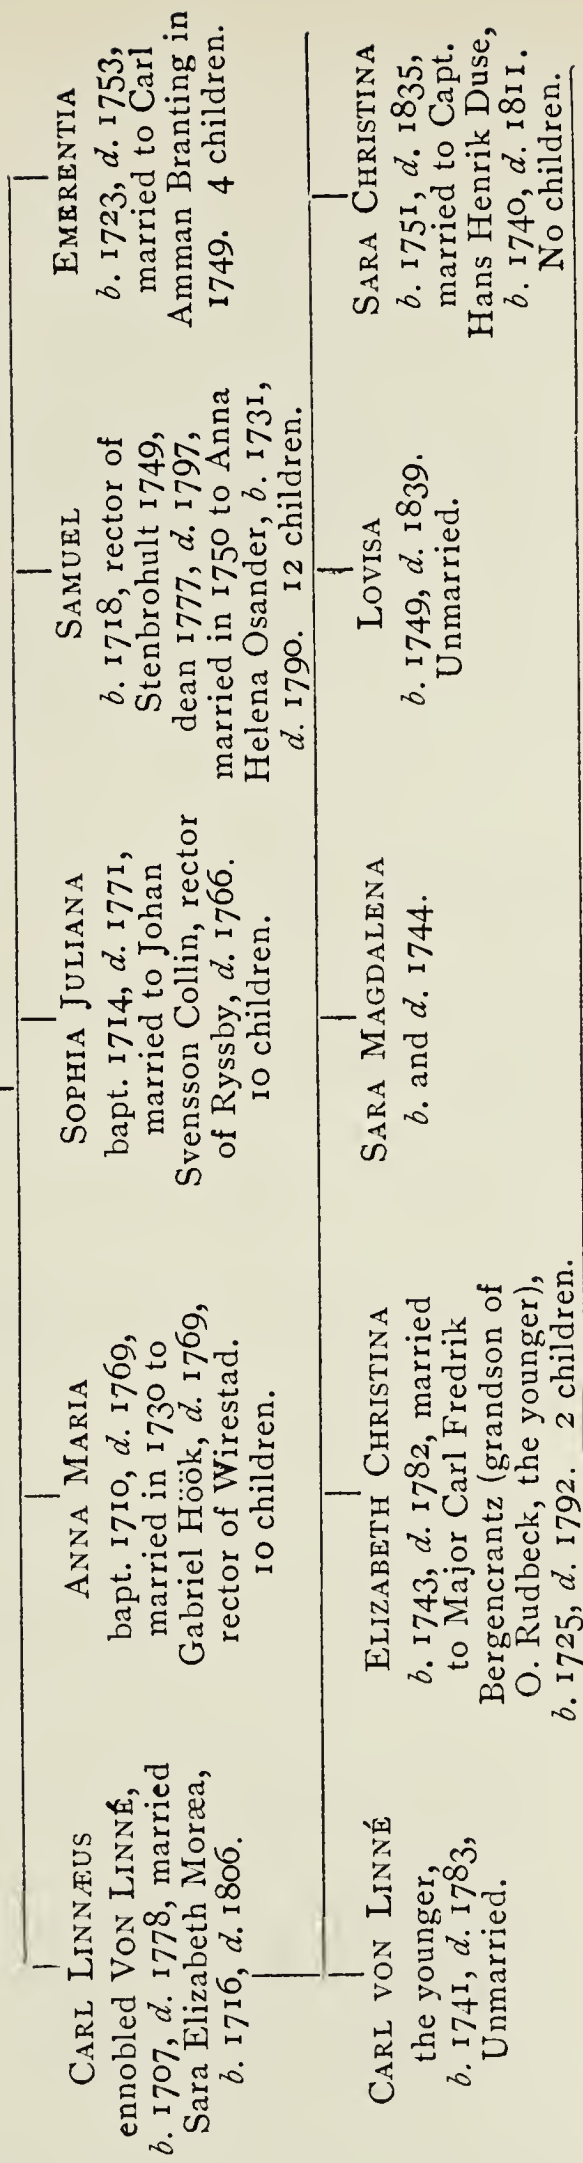 CARL LINNÆUS
ennobled VON LINNÉ,
b. 1707, d. 1778, married
Sara Elizabeth Moræa,
b. 1716, d. 1806.
ANNA MARIA
bapt. 1710, d. 1769,
married in 1730 to
Gabriel Höök, d. 1769,
rector of Wirestad.
10 children.
SOPHIA JULIANA
bapt. 1714, d. 1771,
married to Johan
Svensson Collin, rector
of Ryssby, d. 1766.
10 children.
SAMUEL
b. 1718, rector of
Stenbrohult 1749,
dean 1777, d. 1797,
married in 1750 to Anna
Helena Osander, b. 1731,
d. 1790. 12 children.
EMERENTIA
b. 1723, d. 1753,
married to Carl
Amman Branting in
1749. 4 children.
CARL VON LINNÉ
the younger,
b. 1741, d. 1783,
Unmarried.
ELIZABETH CHRISTINA
b. 1743, d. 1782, married
to Major Carl Fredrik
Bergencrantz (grandson of
O. Rudbeck, the younger),
b. 1725, d. 1792. 2 children.
SARA MAGDALENA
b. and d. 1744.
LOVISA
b. 1749, d. 1839.
Unmarried.
SARA CHRISTINA
b. 1751, d. 1835,
married to Capt.
Hans Henrik Duse,
b. 1740, d. 1811.
No children.